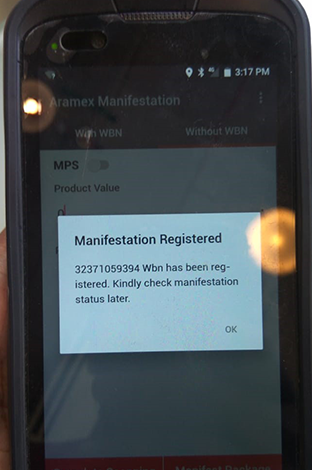 3:17 PM
Aramex Manifestation
With WBN Without WBN
MPS
Product Value
0
Manifestation Registered
32371059394 Wbn has been reg-
istered. Kindly check manifestation
status later.
OK